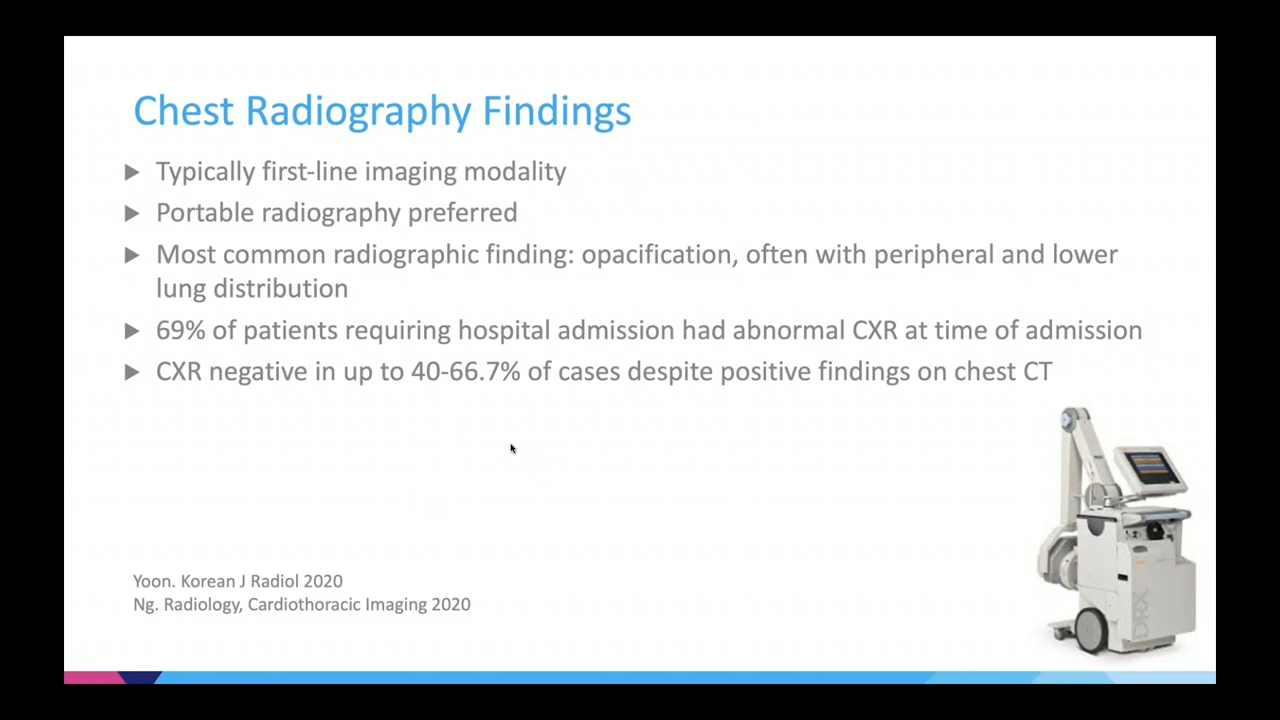 Chest Radiography Findings
Typically first-line imaging modality
Portable radiography preferred
Most common radiographic finding: opacification, often with peripheral and lower
lung distribution
69% of patients requiring hospital admission had abnormal CXR at time of admission
CXR negative in up to 40-66.7% of cases despite positive findings on chest CT
Yoon. Korean J Radiol 2020
Ng. Radiology, Cardiothoracic Imaging 2020
DRX